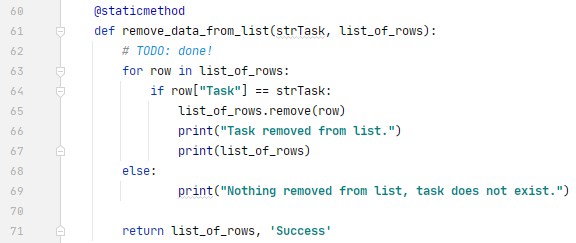 60 @staticmethod
61 def remove_data_from_list(strTask, list_of_rows):
62 # TODO: done!
63 for row in list_of_rows:
64 if row["Task"] == strTask:
65 list_of_rows.remove(row)
66 print("Task removed from list.")
67 print(list_of_rows)
68 else:
69 print("Nothing removed from list, task does not exist.")
70
71 return list_of_rows, 'Success'